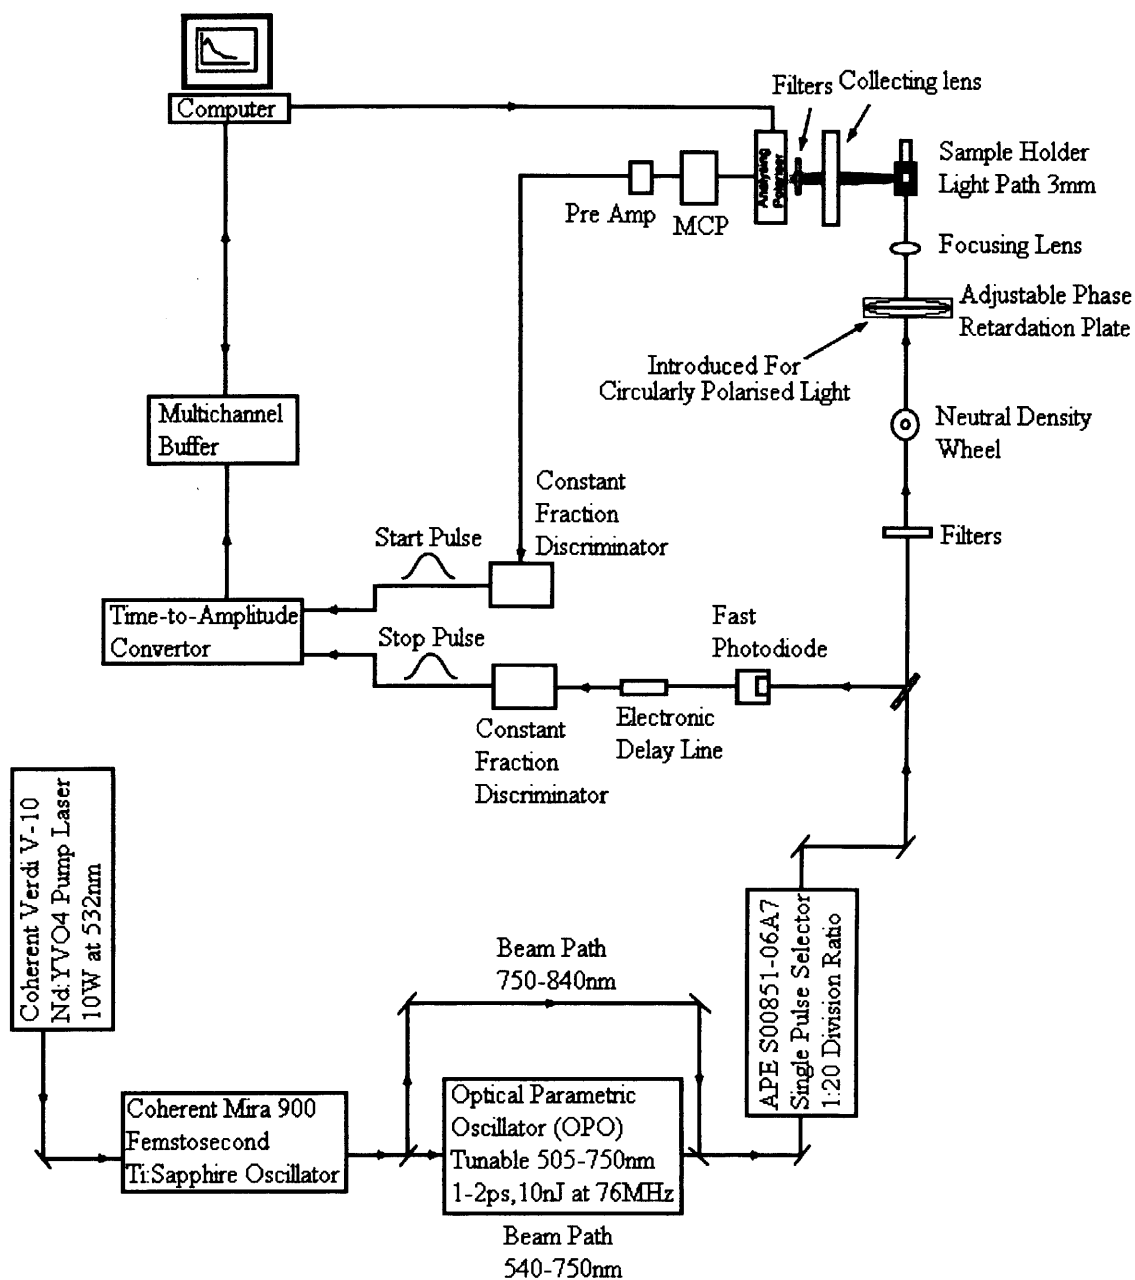 Computer
Filters
Collecting lens
Analysing
Polariser
Sample Holder
Light Path 3mm
Pre Amp
MCP
Focusing Lens
Adjustable Phase
Retardation Plate
Introduced For
Circularly Polarised Light
Multichannel
Buffer
Neutral Density
Wheel
Constant
Fraction
Discriminator
Start Pulse
Filters
Time-to-Amplitude
Convertor
Stop Pulse
Fast
Photodiode
Electronic
Delay Line
Constant
Fraction
Discriminator
Coherent Verdi V-10
Nd:YVO4 Pump Laser
10W at 532nm
APE S00851-06A7
Single Pulse Selector
1:20 Division Ratio
Beam Path
750-840nm
Coherent Mira 900
Femstosecond
Ti:Sapphire Oscillator
Optical Parametric
Oscillator (OPO)
Tunable 505-750nm
1-2ps,10nJ at 76MHz
Beam Path
540-750nm